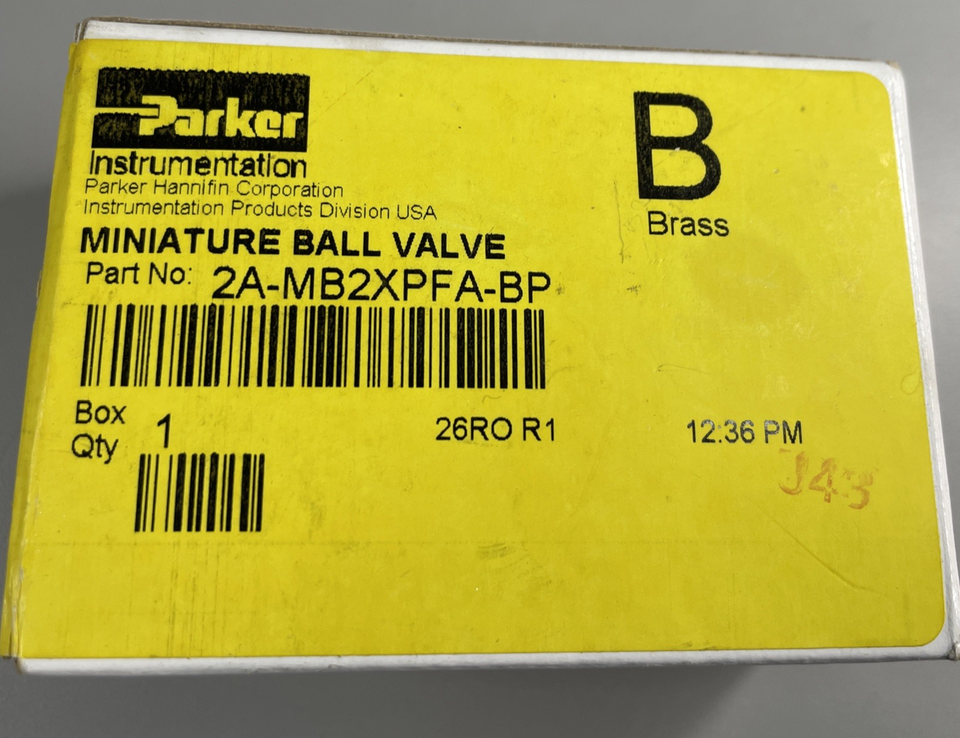 Parker
Instrumentation
Parker Hannifin Corporation
Instrumentation Products Division USA
MINIATURE BALL VALVE
Part No: 2A-MB2XPFA-BP
B
Brass
Box Qty 1
26RO R1
12:36 PM
J43